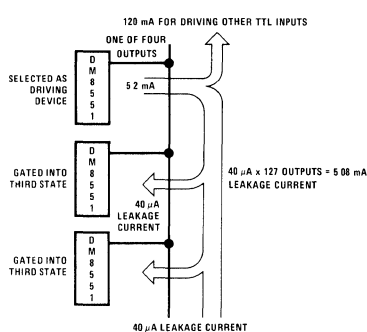 120 mA FOR DRIVING OTHER TTL INPUTS
ONE OF FOUR
OUTPUTS
SELECTED AS
DRIVING
DEVICE
DM8551
5 2 mA
GATED INTO
THIRD STATE
DM8551
40 μA
LEAKAGE
CURRENT
40 μA x 127 OUTPUTS = 5 08 mA
LEAKAGE CURRENT
GATED INTO
THIRD STATE
DM8551
40 μA LEAKAGE CURRENT